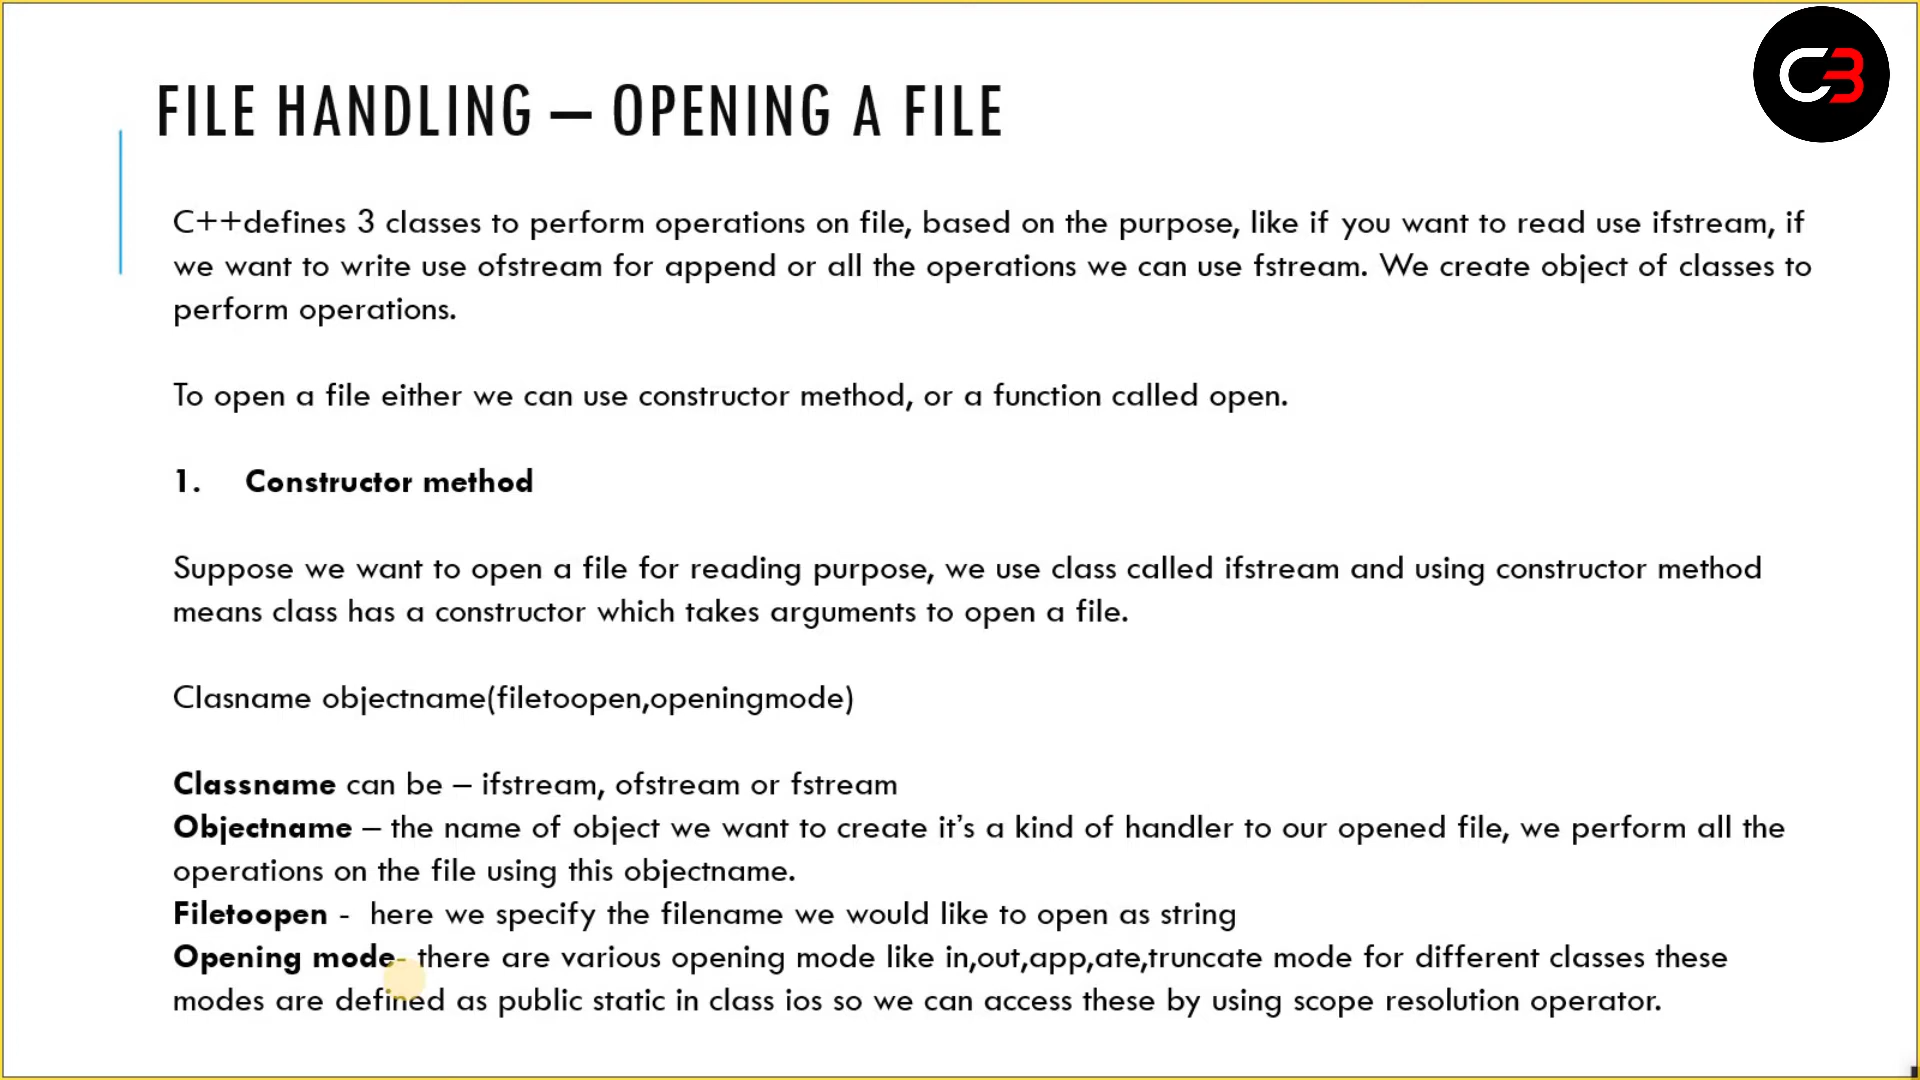 FILE HANDLING – OPENING A FILE
C3
C++defines 3 classes to perform operations on file, based on the purpose, like if you want to read use ifstream, if
we want to write use ofstream for append or all the operations we can use fstream. We create object of classes to
perform operations.
To open a file either we can use constructor method, or a function called open.
1. Constructor method
Suppose we want to open a file for reading purpose, we use class called ifstream and using constructor method
means class has a constructor which takes arguments to open a file.
Clasname objectname(filetoopen,openingmode)
Classname can be – ifstream, ofstream or fstream
Objectname – the name of object we want to create it’s a kind of handler to our opened file, we perform all the
operations on the file using this objectname.
Filetoopen - here we specify the filename we would like to open as string
Opening mode- there are various opening mode like in,out,app,ate,truncate mode for different classes these
modes are defined as public static in class ios so we can access these by using scope resolution operator.